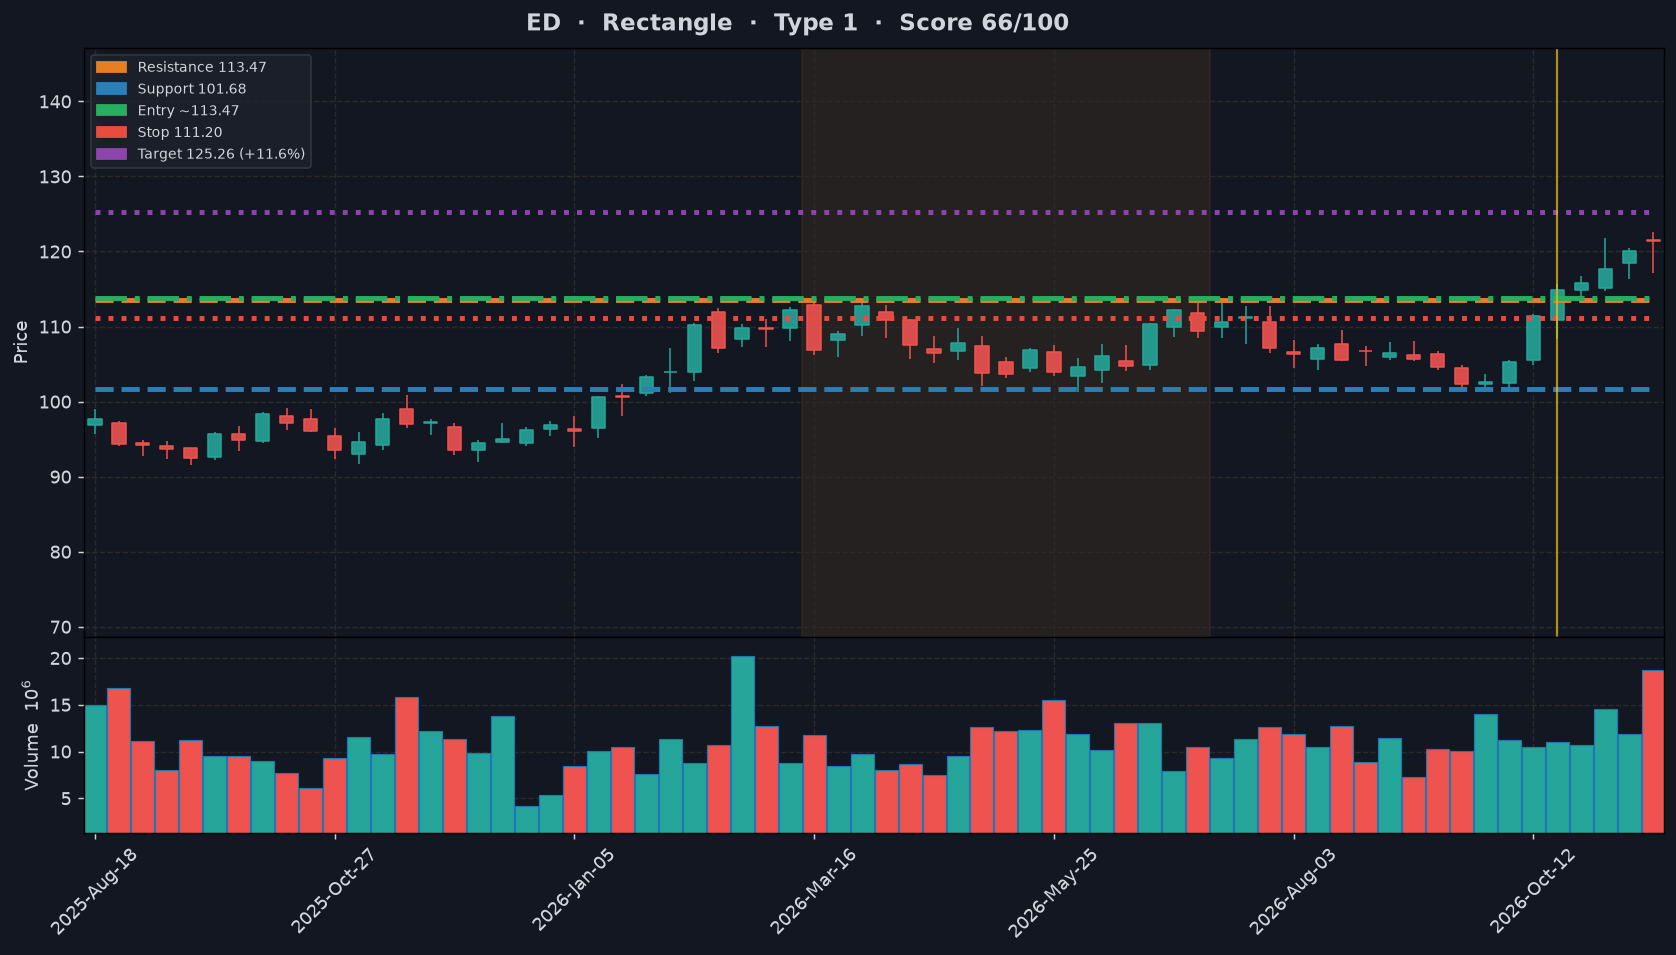 ED · Rectangle · Type 1 · Score 66/100
Resistance 113.47
Support 101.68
Entry ~113.47
Stop 111.20
Target 125.26 (+11.6%)
Price
140
130
120
110
100
90
80
70
Volume 10⁶
20
15
10
5
2025-Aug-18
2025-Oct-27
2026-Jan-05
2026-Mar-16
2026-May-25
2026-Aug-03
2026-Oct-12